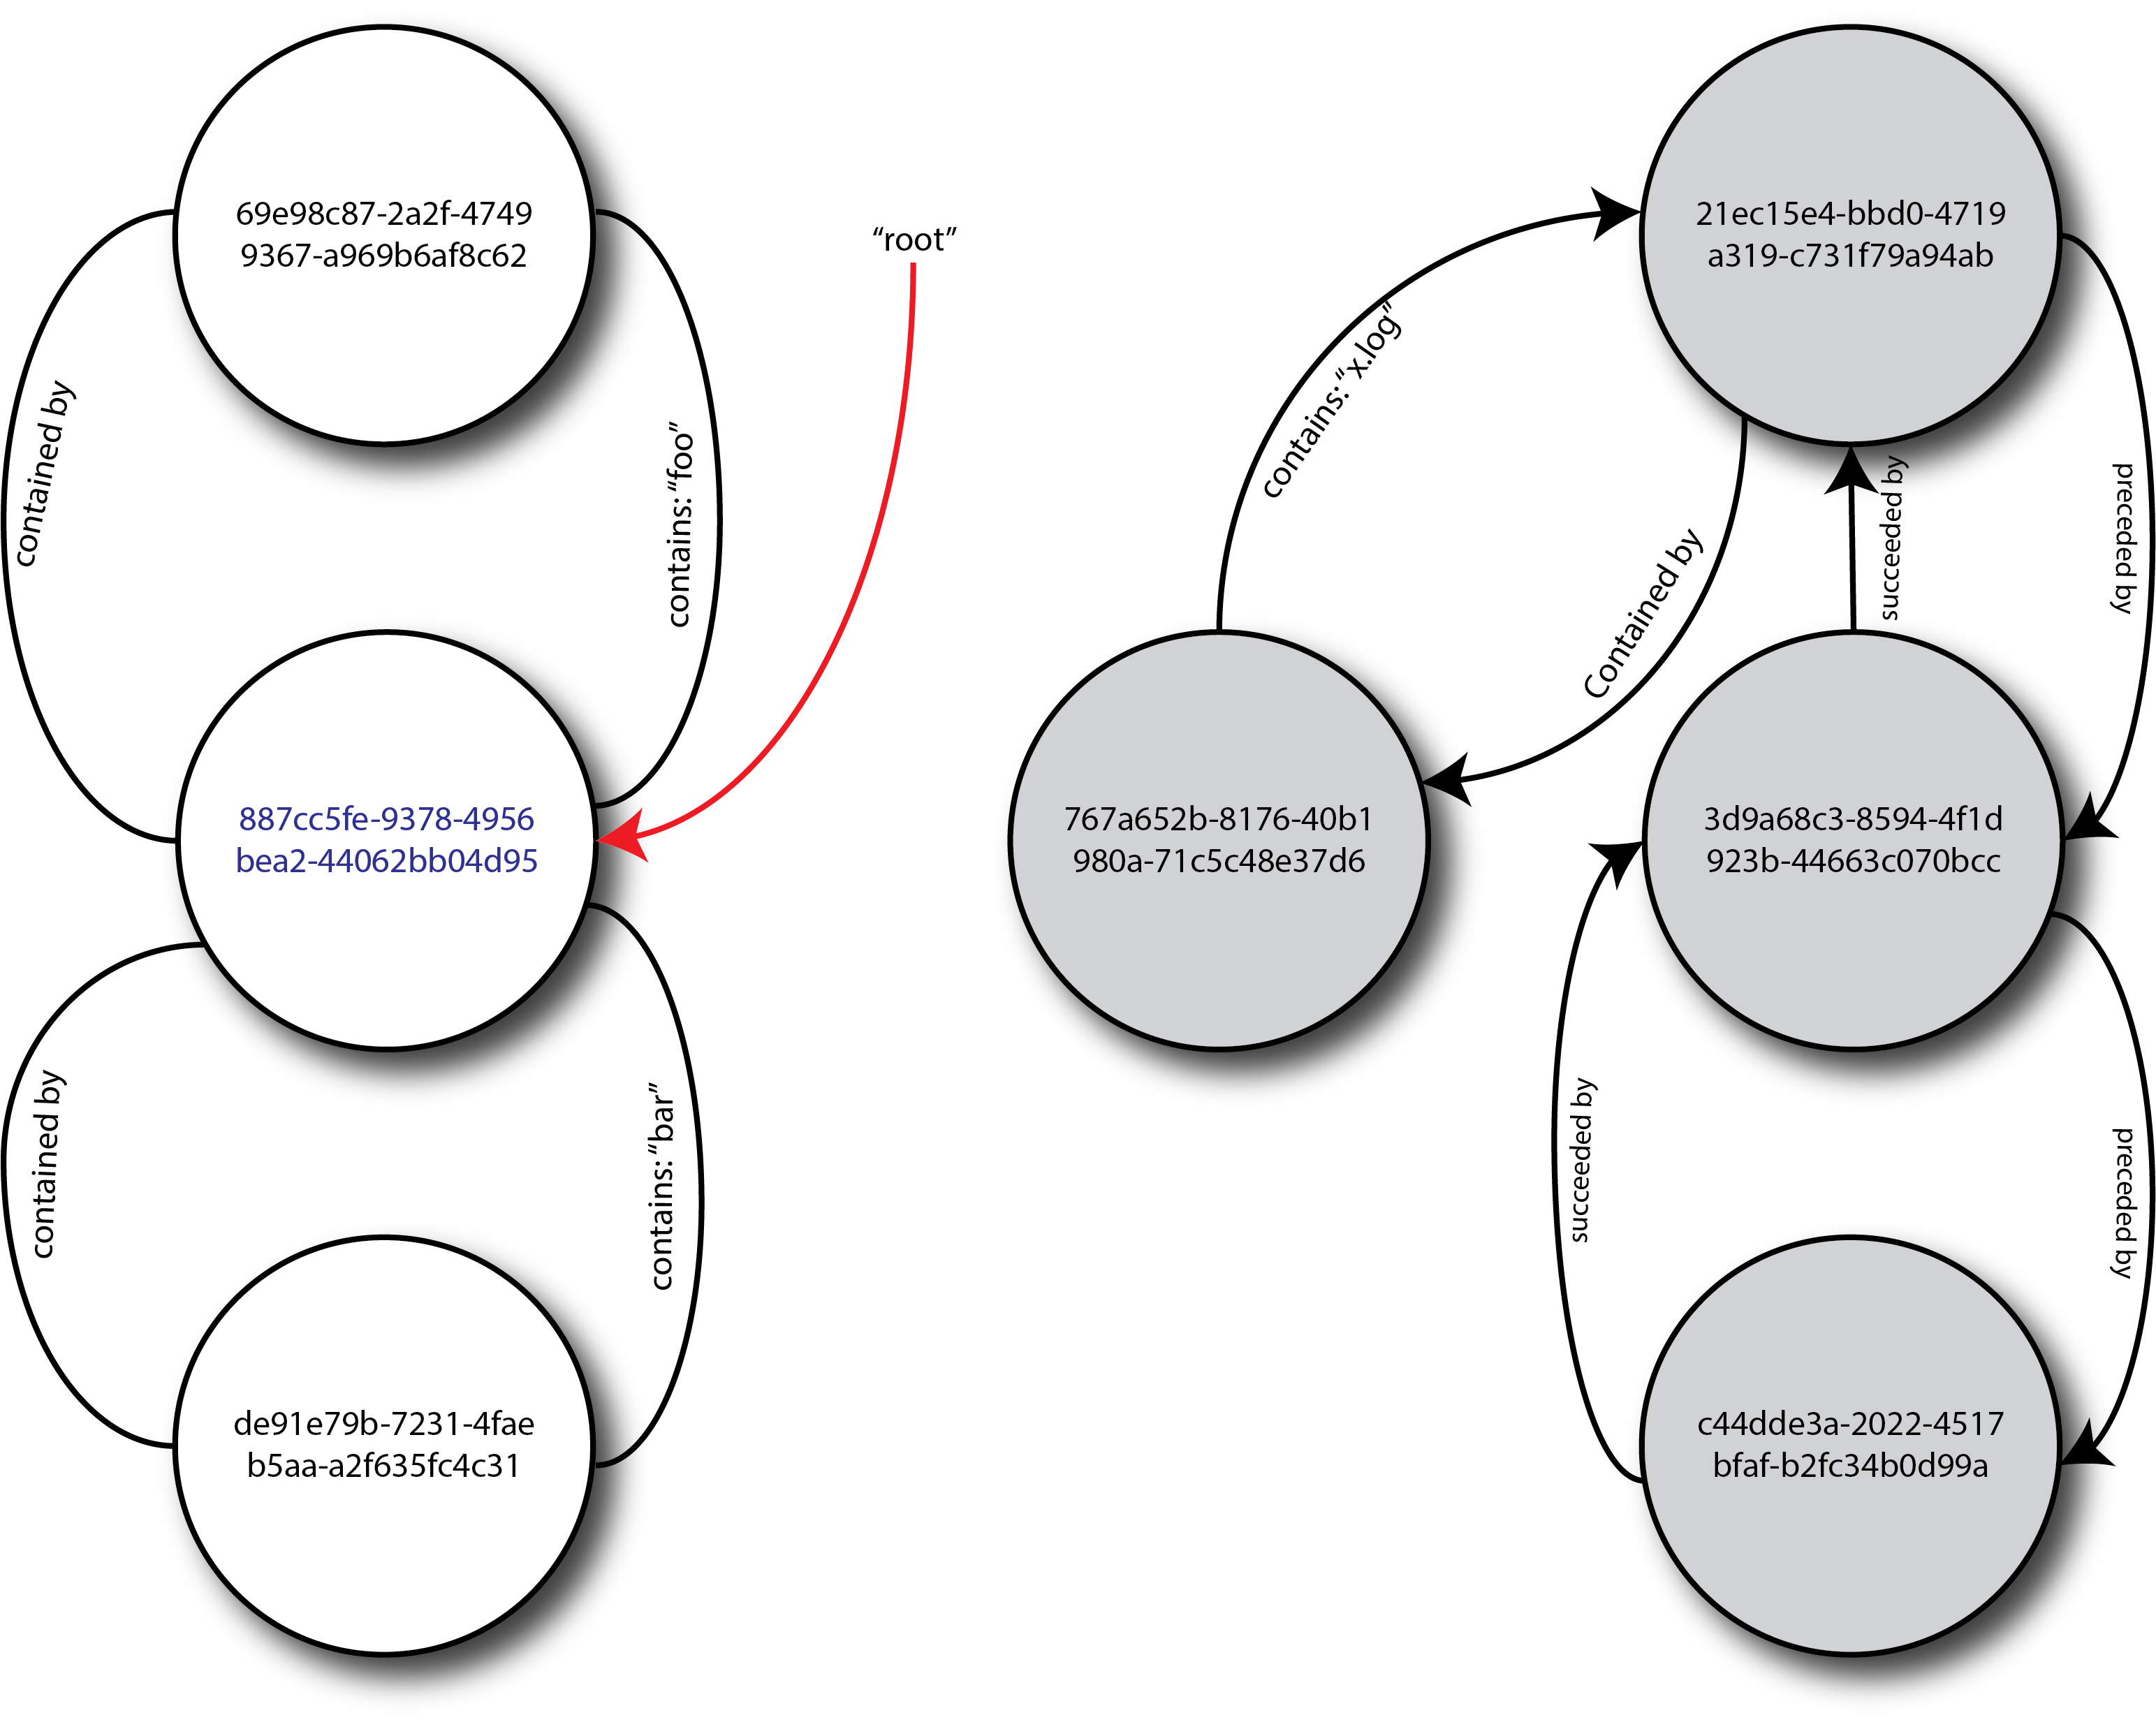 69e98c87-2a2f-4749
9367-a969b6af8c62
“root”
21ec15e4-bbd0-4719
a319-c731f79a94ab
contained by
contains: “foo”
contains: “x.log”
Contained by
succeeded by
preceded by
887cc5fe-9378-4956
bea2-44062bb04d95
767a652b-8176-40b1
980a-71c5c48e37d6
3d9a68c3-8594-4f1d
923b-44663c070bcc
contained by
contains: “bar”
succeeded by
preceded by
de91e79b-7231-4fae
b5aa-a2f635fc4c31
c44dde3a-2022-4517
bfaf-b2fc34b0d99a